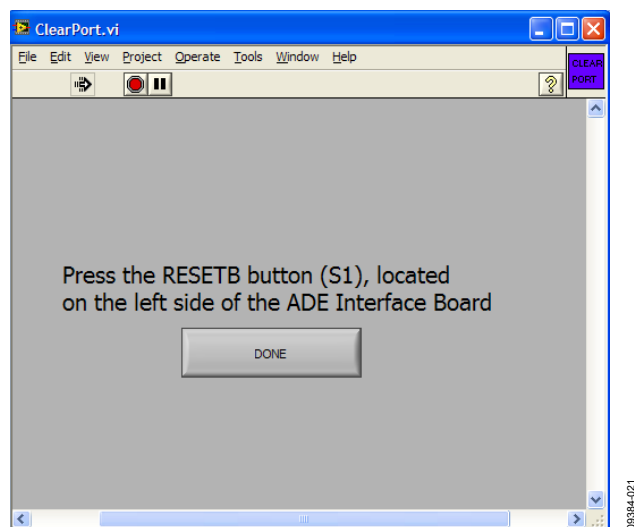 ClearPort.vi
File Edit View Project Operate Tools Window Help
CLEAR
PORT
?
Press the RESETB button (S1), located
on the left side of the ADE Interface Board
DONE
09384-021